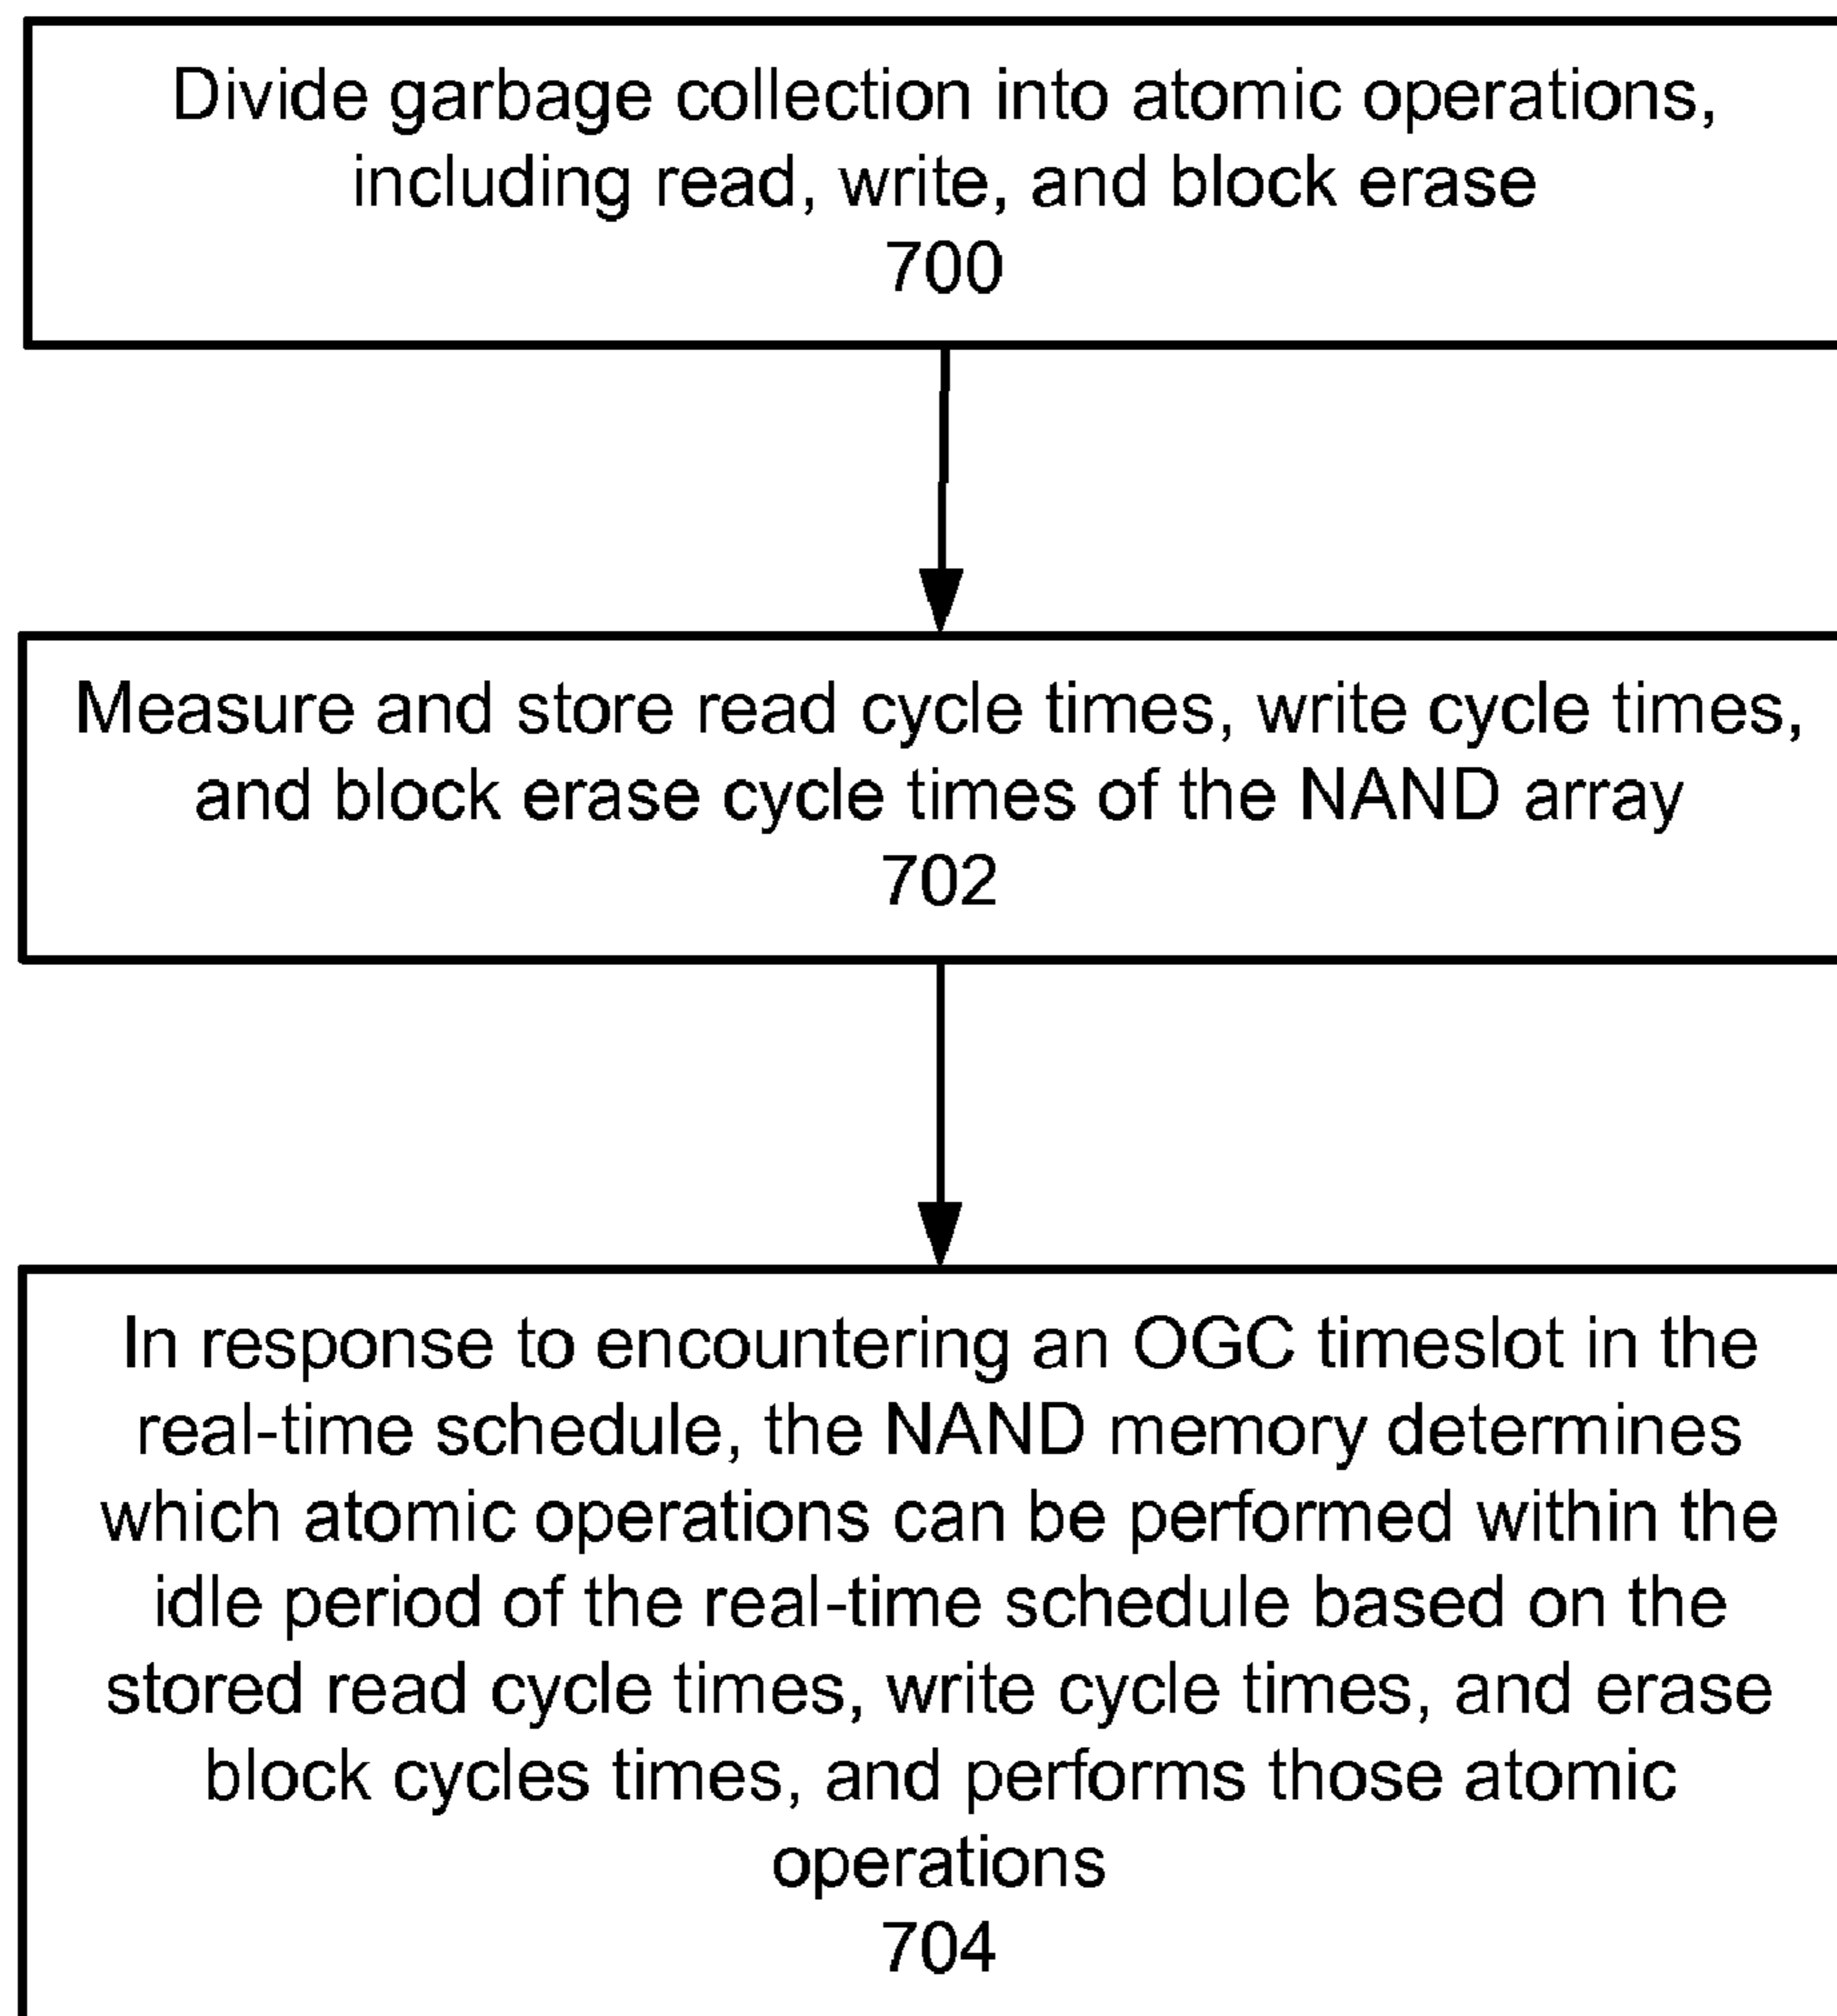 Divide garbage collection into atomic operations,
including read, write, and block erase
700
Measure and store read cycle times, write cycle times,
and block erase cycle times of the NAND array
702
In response to encountering an OGC timeslot in the
real-time schedule, the NAND memory determines
which atomic operations can be performed within the
idle period of the real-time schedule based on the
stored read cycle times, write cycle times, and erase
block cycles times, and performs those atomic
operations
704